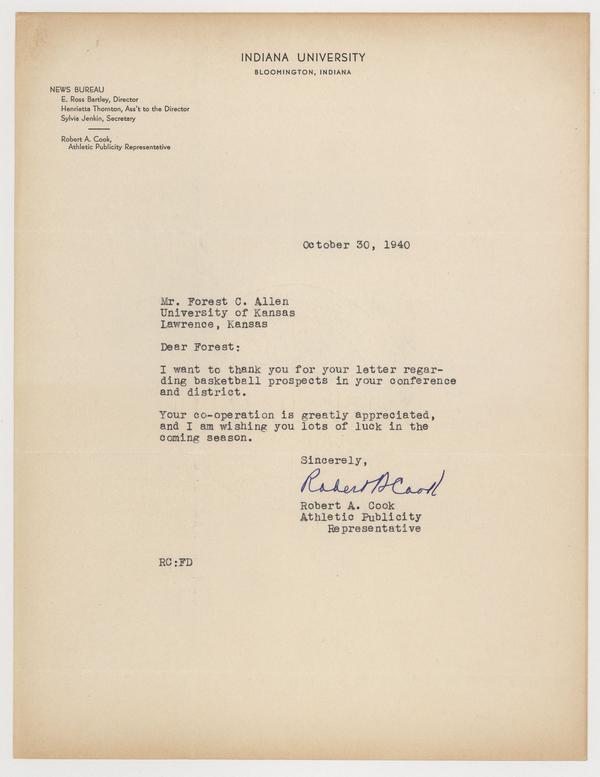 INDIANA UNIVERSITY
BLOOMINGTON, INDIANA
NEWS BUREAU
E. Ross Bartley, Director
Henrietta Thornton, Ass't to the Director
Sylvia Jenkin, Secretary
Robert A. Cook,
Athletic Publicity Representative
October 30, 1940
Mr. Forest C. Allen
University of Kansas
Lawrence, Kansas
Dear Forest:
I want to thank you for your letter regar-
ding basketball prospects in your conference
and district.
Your co-operation is greatly appreciated,
and I am wishing you lots of luck in the
coming season.
Sincerely,
Robert A Cook
Robert A. Cook
Athletic Publicity
Representative
RC:FD